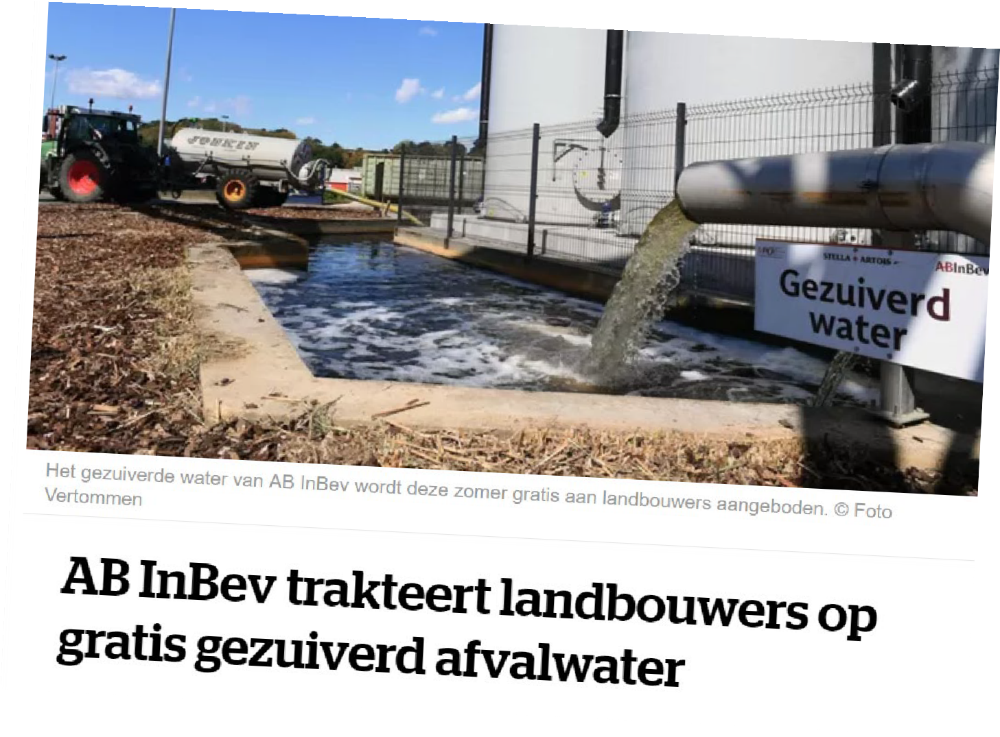 JOSKIN
STELLA ARTOIS
ABInBev
Gezuiverd
water
Het gezuiverde water van AB InBev wordt deze zomer gratis aan landbouwers aangeboden. © Foto
Vertommen
AB InBev trakteert landbouwers op
gratis gezuiverd afvalwater